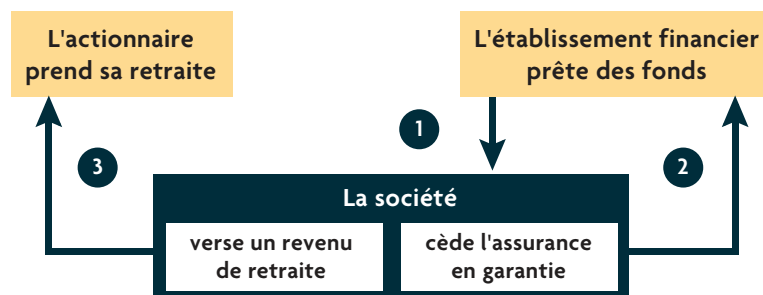 L'actionnaire
prend sa retraite
L'établissement financier
prête des fonds
1
3
2
La société
verse un revenu
de retraite
cède l'assurance
en garantie